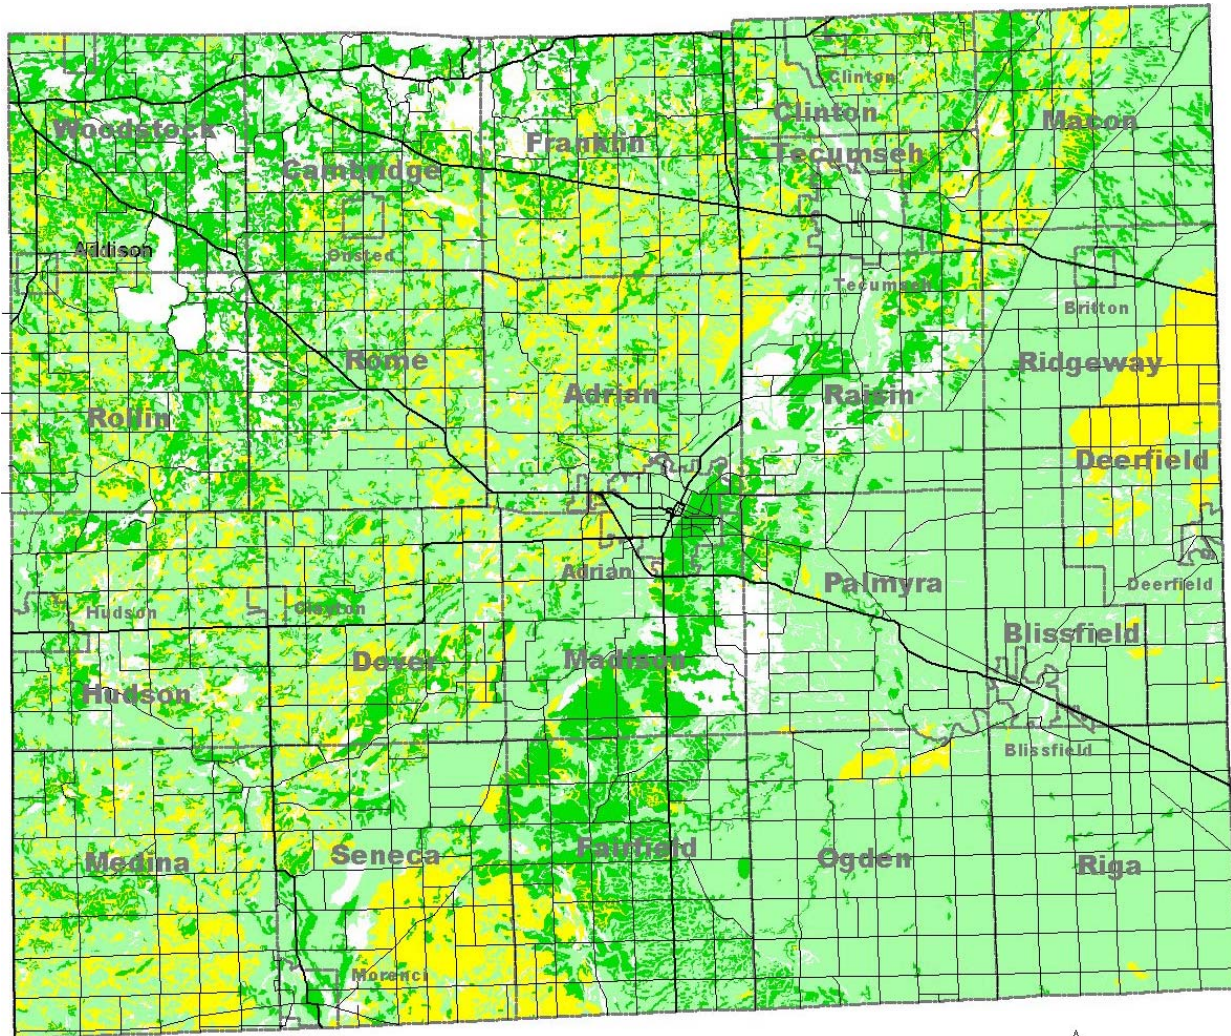 Clinton
Clinton
Macon
Woodstock
Franklin
Tecumseh
Cambridge
Addison
Onsted
Tecumseh
Britton
Rome
Ridgeway
Adrian
Raisin
Rollin
Deerfield
Adrian
Palmyra
Deerfield
Hudson
Clayton
Blissfield
Dover
Madison
Hudson
Blissfield
Medina
Seneca
Fairfield
Ogden
Riga
Morenci